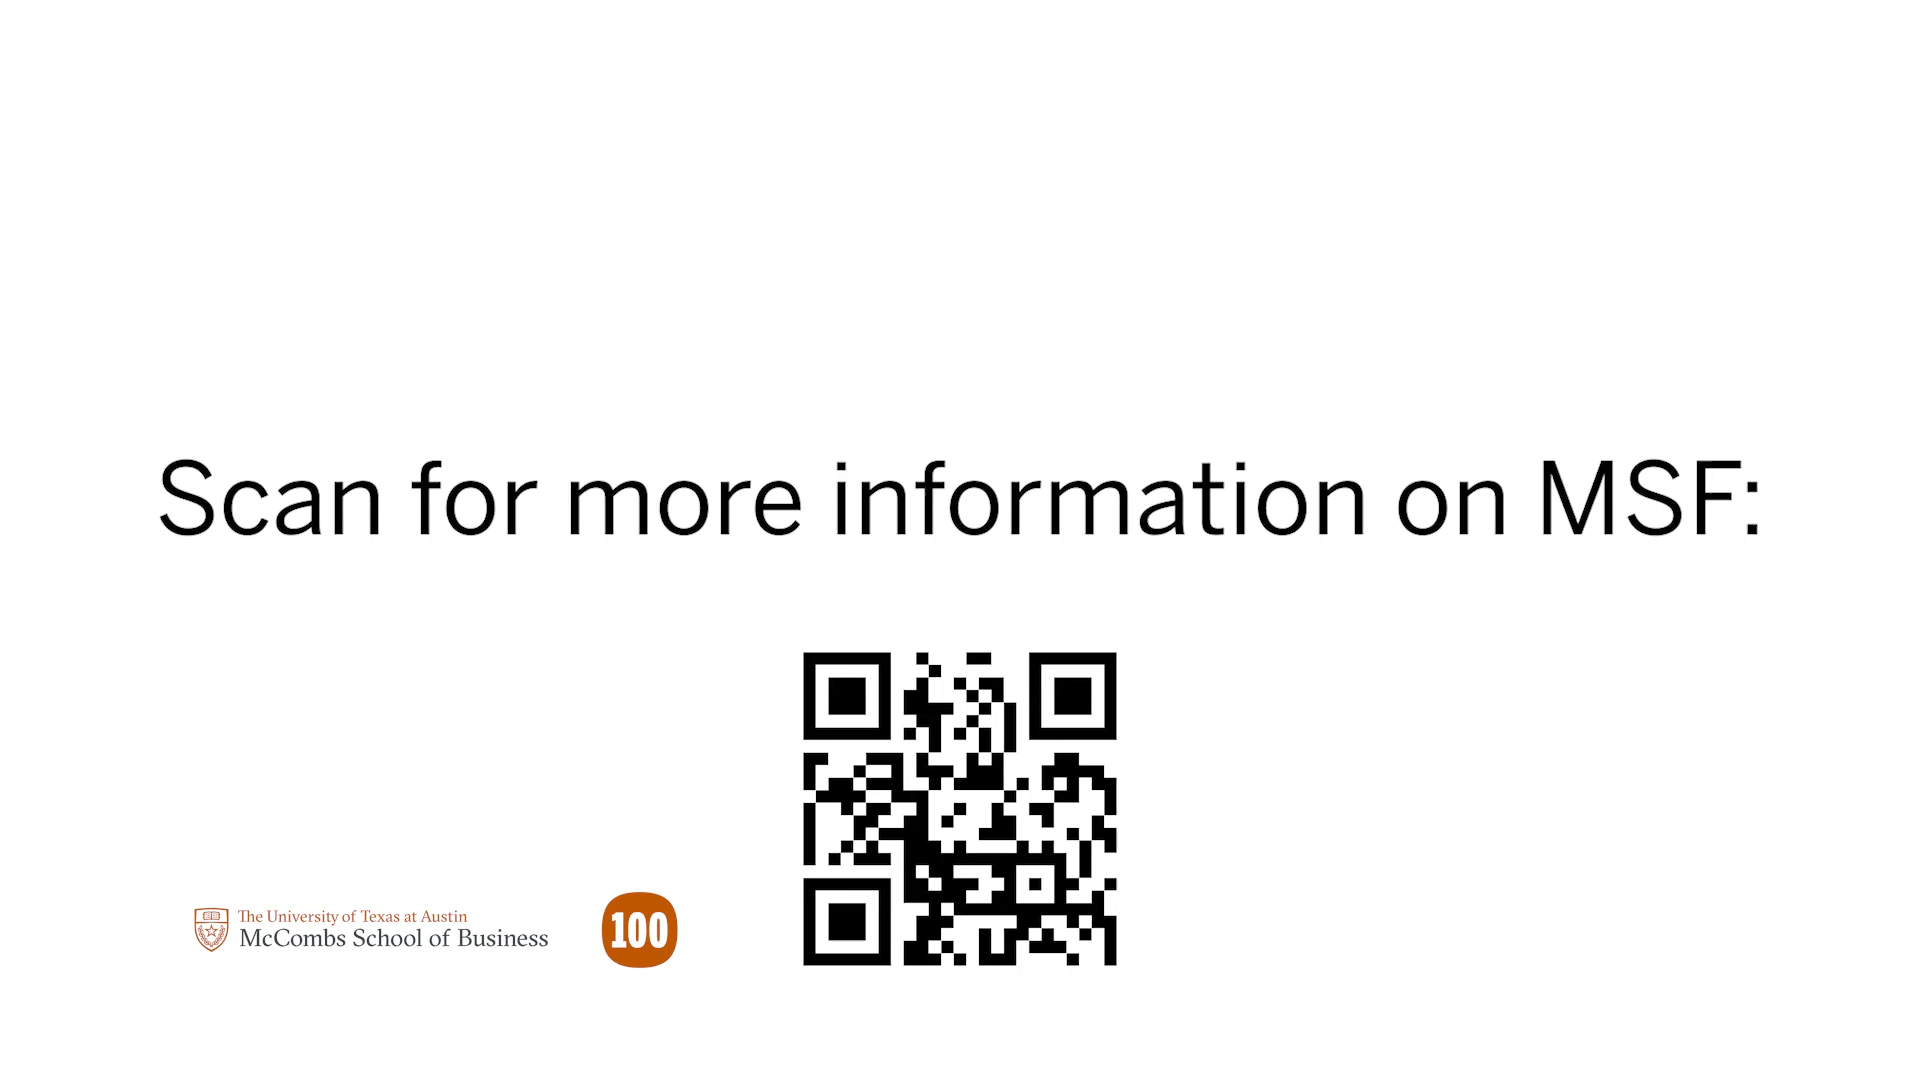 Scan for more information on MSF:
The University of Texas at Austin
McCombs School of Business
100